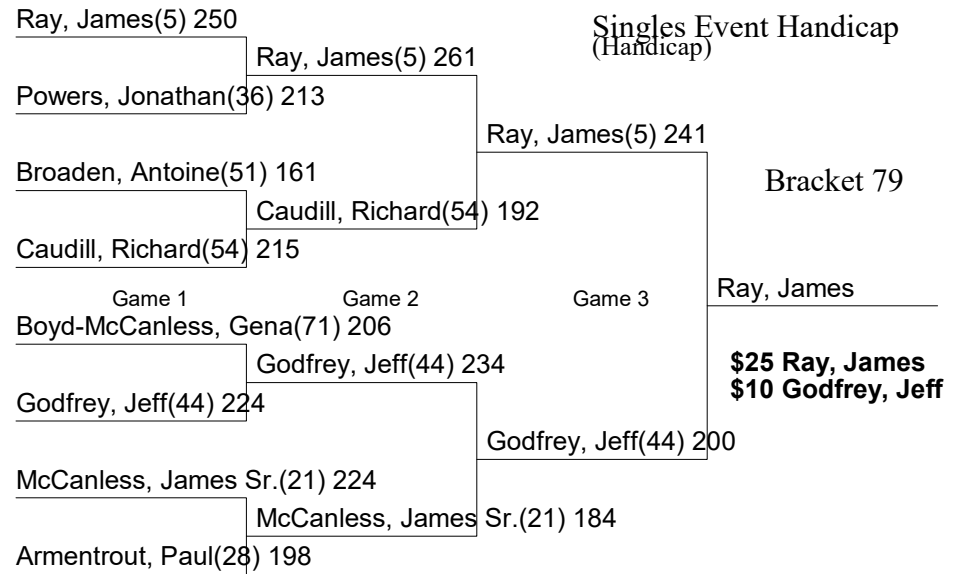 Ray, James(5) 250
Singles Event Handicap
(Handicap)
Ray, James(5) 261
Powers, Jonathan(36) 213
Ray, James(5) 241
Broaden, Antoine(51) 161
Bracket 79
Caudill, Richard(54) 192
Caudill, Richard(54) 215
Game 1
Game 2
Game 3
Ray, James
Boyd-McCanless, Gena(71) 206
Godfrey, Jeff(44) 234
$25 Ray, James
$10 Godfrey, Jeff
Godfrey, Jeff(44) 224
Godfrey, Jeff(44) 200
McCanless, James Sr.(21) 224
McCanless, James Sr.(21) 184
Armentrout, Paul(28) 198